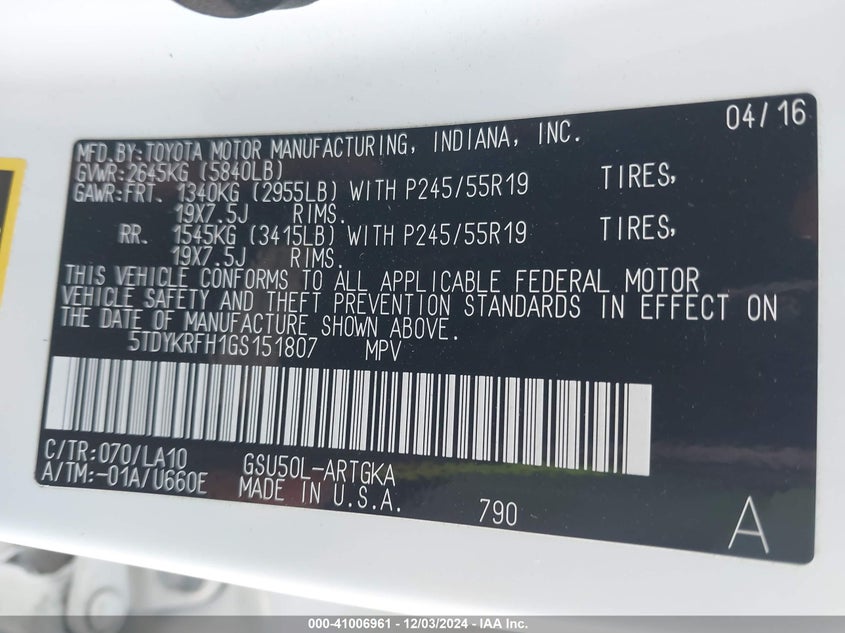 04/16
MFD.BY:TOYOTA MOTOR MANUFACTURING, INDIANA, INC.
GVWR:2645KG (5840LB)
GAWR:FRT. 1340KG (2955LB) WITH P245/55R19 TIRES,
19X7.5J RIMS.
RR. 1545KG (3415LB) WITH P245/55R19 TIRES,
19X7.5J RIMS.
THIS VEHICLE CONFORMS TO ALL APPLICABLE FEDERAL MOTOR
VEHICLE SAFETY AND THEFT PREVENTION STANDARDS IN EFFECT ON
THE DATE OF MANUFACTURE SHOWN ABOVE.
5TDYKRFH1GS151807 MPV
C/TR:070/LA10 GSU50L-ARTGKA
A/TM:-01A/U660E MADE IN U.S.A. 790
A
000-41006961 - 12/03/2024 - IAAI Inc.